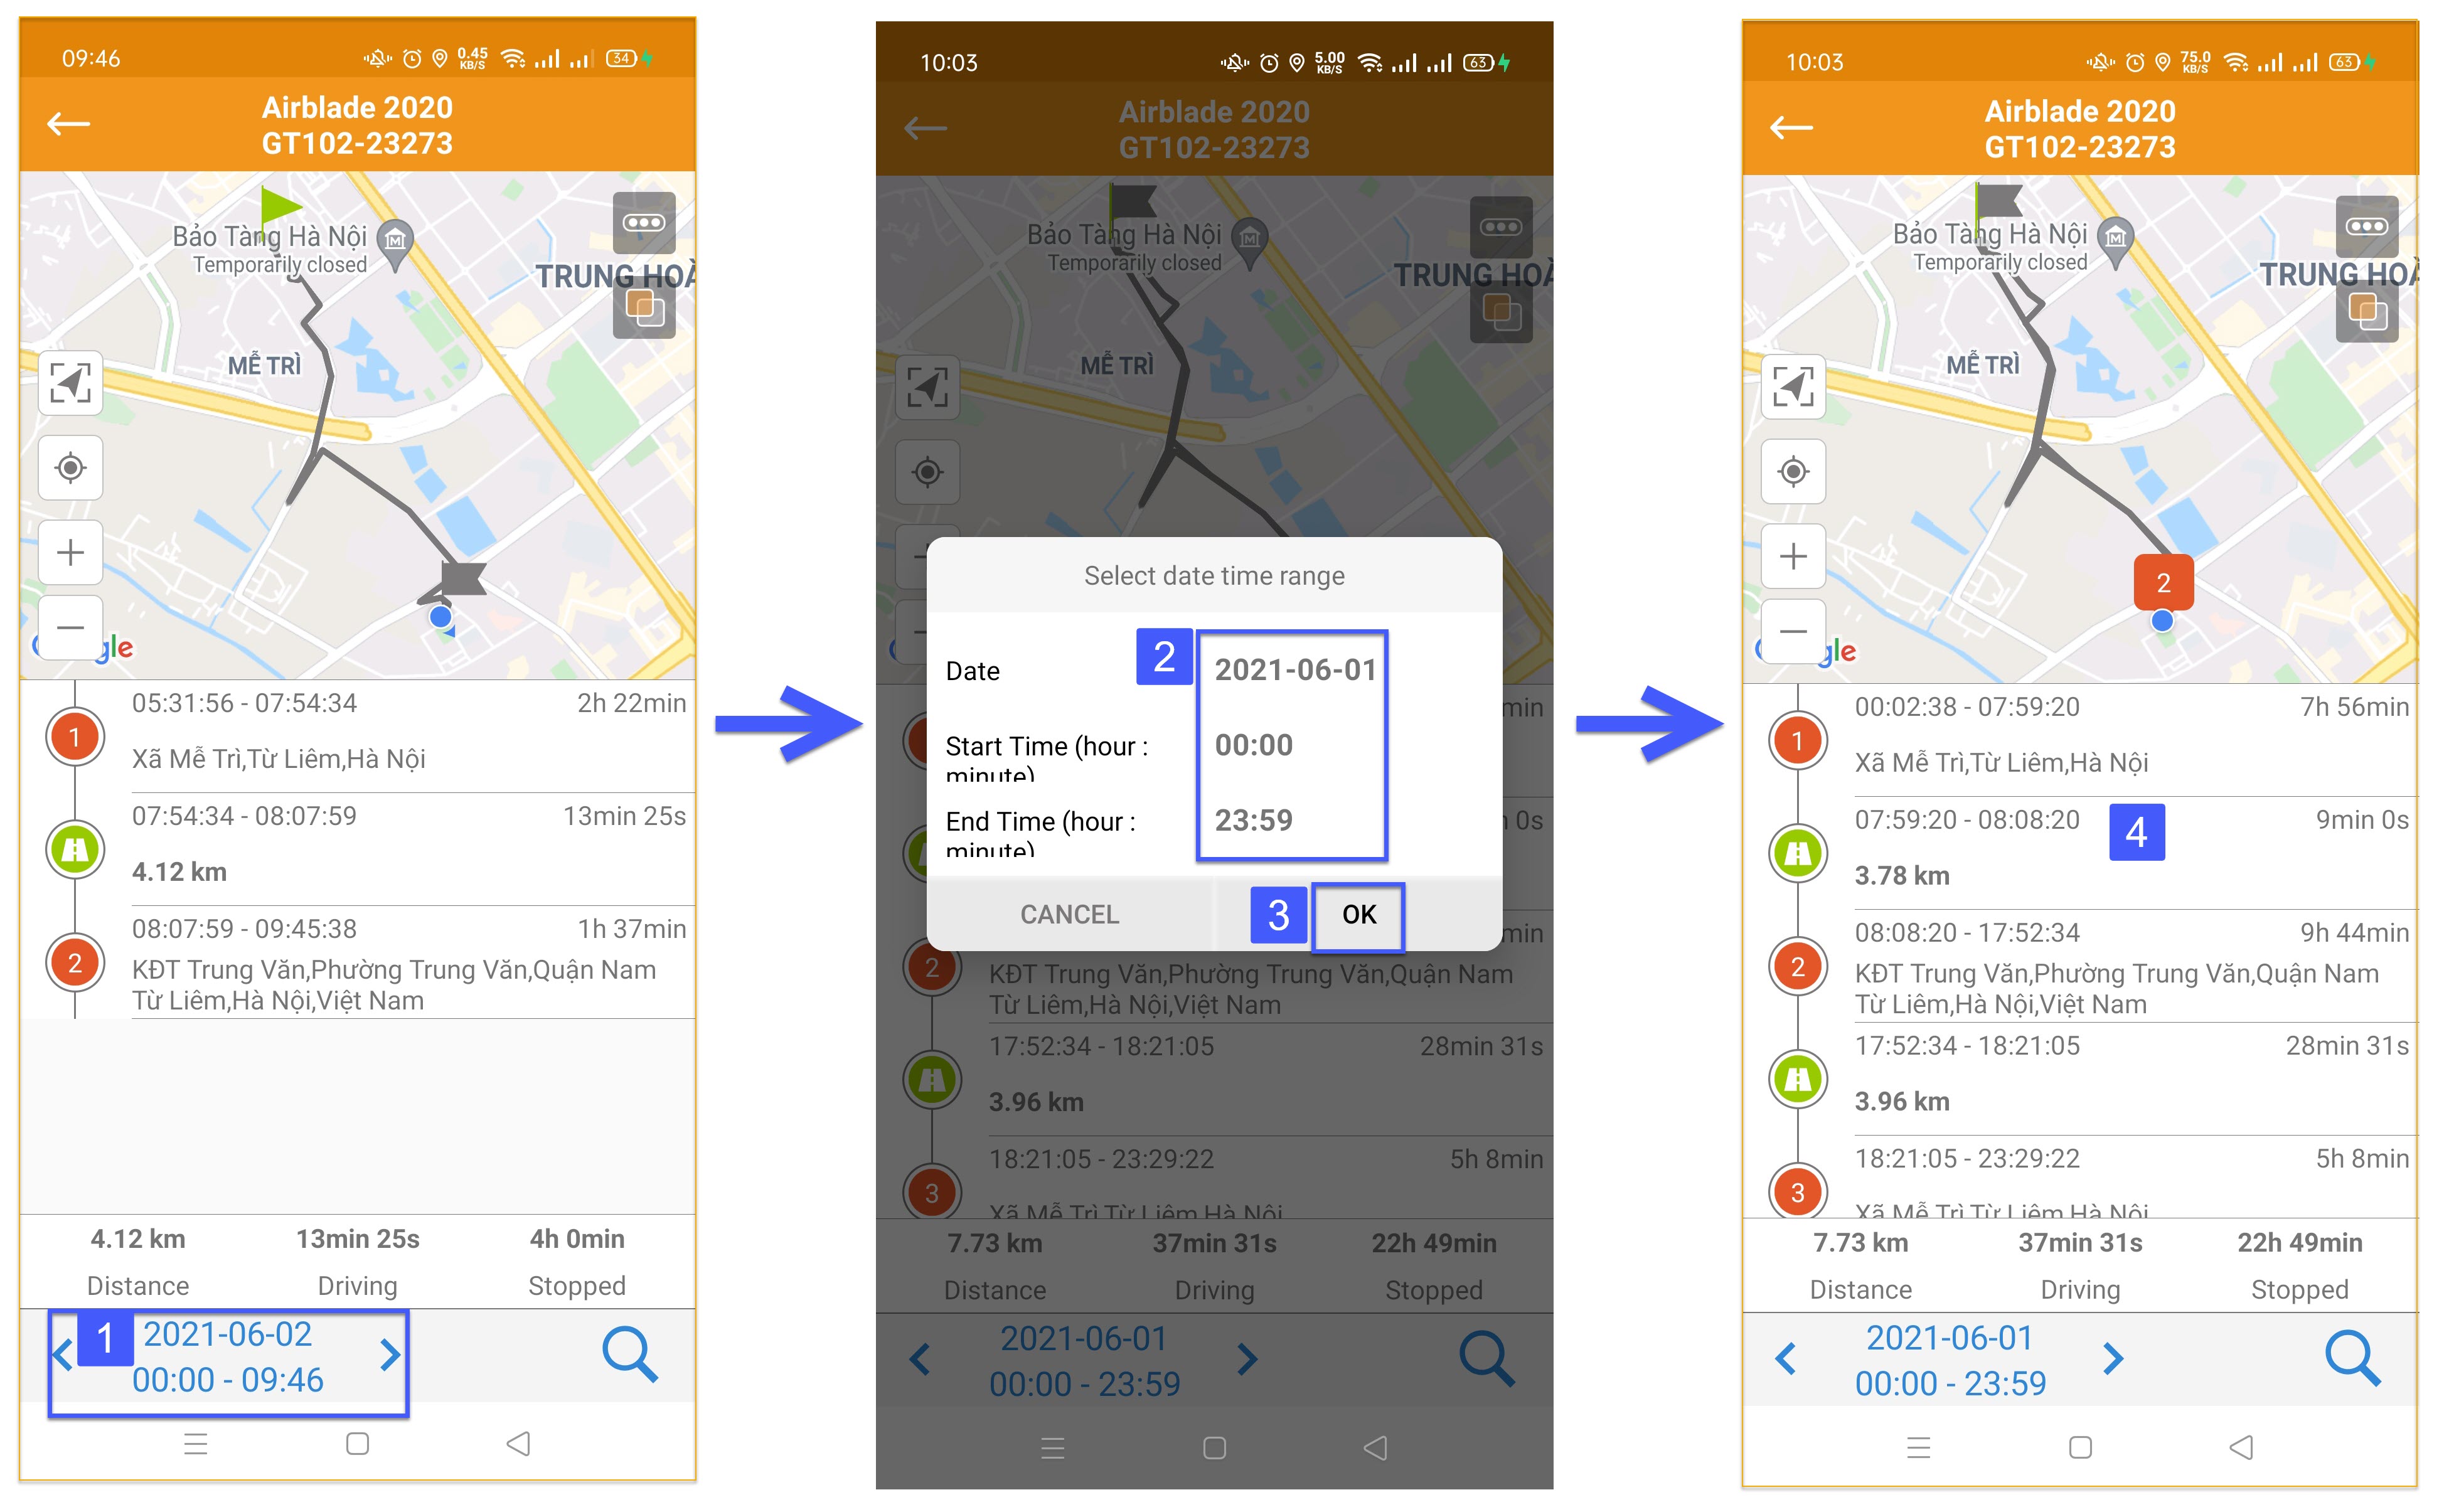 09:46
0.45
KB/S
34
Airblade 2020
GT102-23273
Bảo Tàng Hà Nội
Temporarily closed
TRUNG HOÀ
MỄ TRÌ
gle
05:31:56 - 07:54:34 2h 22min
1
Xã Mễ Trì,Từ Liêm,Hà Nội
07:54:34 - 08:07:59 13min 25s
4.12 km
08:07:59 - 09:45:38 1h 37min
2
KĐT Trung Văn,Phường Trung Văn,Quận Nam
Từ Liêm,Hà Nội,Việt Nam
4.12 km 13min 25s 4h 0min
Distance Driving Stopped
1
2021-06-02
00:00 - 09:46
10:03
5.00
KB/S
63
Airblade 2020
GT102-23273
Bảo Tàng Hà Nội
Temporarily closed
TRUNG HOÀ
MỄ TRÌ
Select date time range
2
Date 2021-06-01
Start Time (hour : 00:00
minute)
End Time (hour : 23:59
minute)
CANCEL 3 OK
min
0s
min
2
KĐT Trung Văn,Phường Trung Văn,Quận Nam
Từ Liêm,Hà Nội,Việt Nam
17:52:34 - 18:21:05 28min 31s
3.96 km
18:21:05 - 23:29:22 5h 8min
3
Xã Mễ Trì,Từ Liêm,Hà Nội
7.73 km 37min 31s 22h 49min
Distance Driving Stopped
2021-06-01
00:00 - 23:59
10:03
75.0
KB/S
63
Airblade 2020
GT102-23273
Bảo Tàng Hà Nội
Temporarily closed
TRUNG HOÀ
MỄ TRÌ
2
gle
00:02:38 - 07:59:20 7h 56min
1
Xã Mễ Trì,Từ Liêm,Hà Nội
07:59:20 - 08:08:20 4 9min 0s
3.78 km
08:08:20 - 17:52:34 9h 44min
2
KĐT Trung Văn,Phường Trung Văn,Quận Nam
Từ Liêm,Hà Nội,Việt Nam
17:52:34 - 18:21:05 28min 31s
3.96 km
18:21:05 - 23:29:22 5h 8min
3
Xã Mễ Trì,Từ Liêm,Hà Nội
7.73 km 37min 31s 22h 49min
Distance Driving Stopped
2021-06-01
00:00 - 23:59